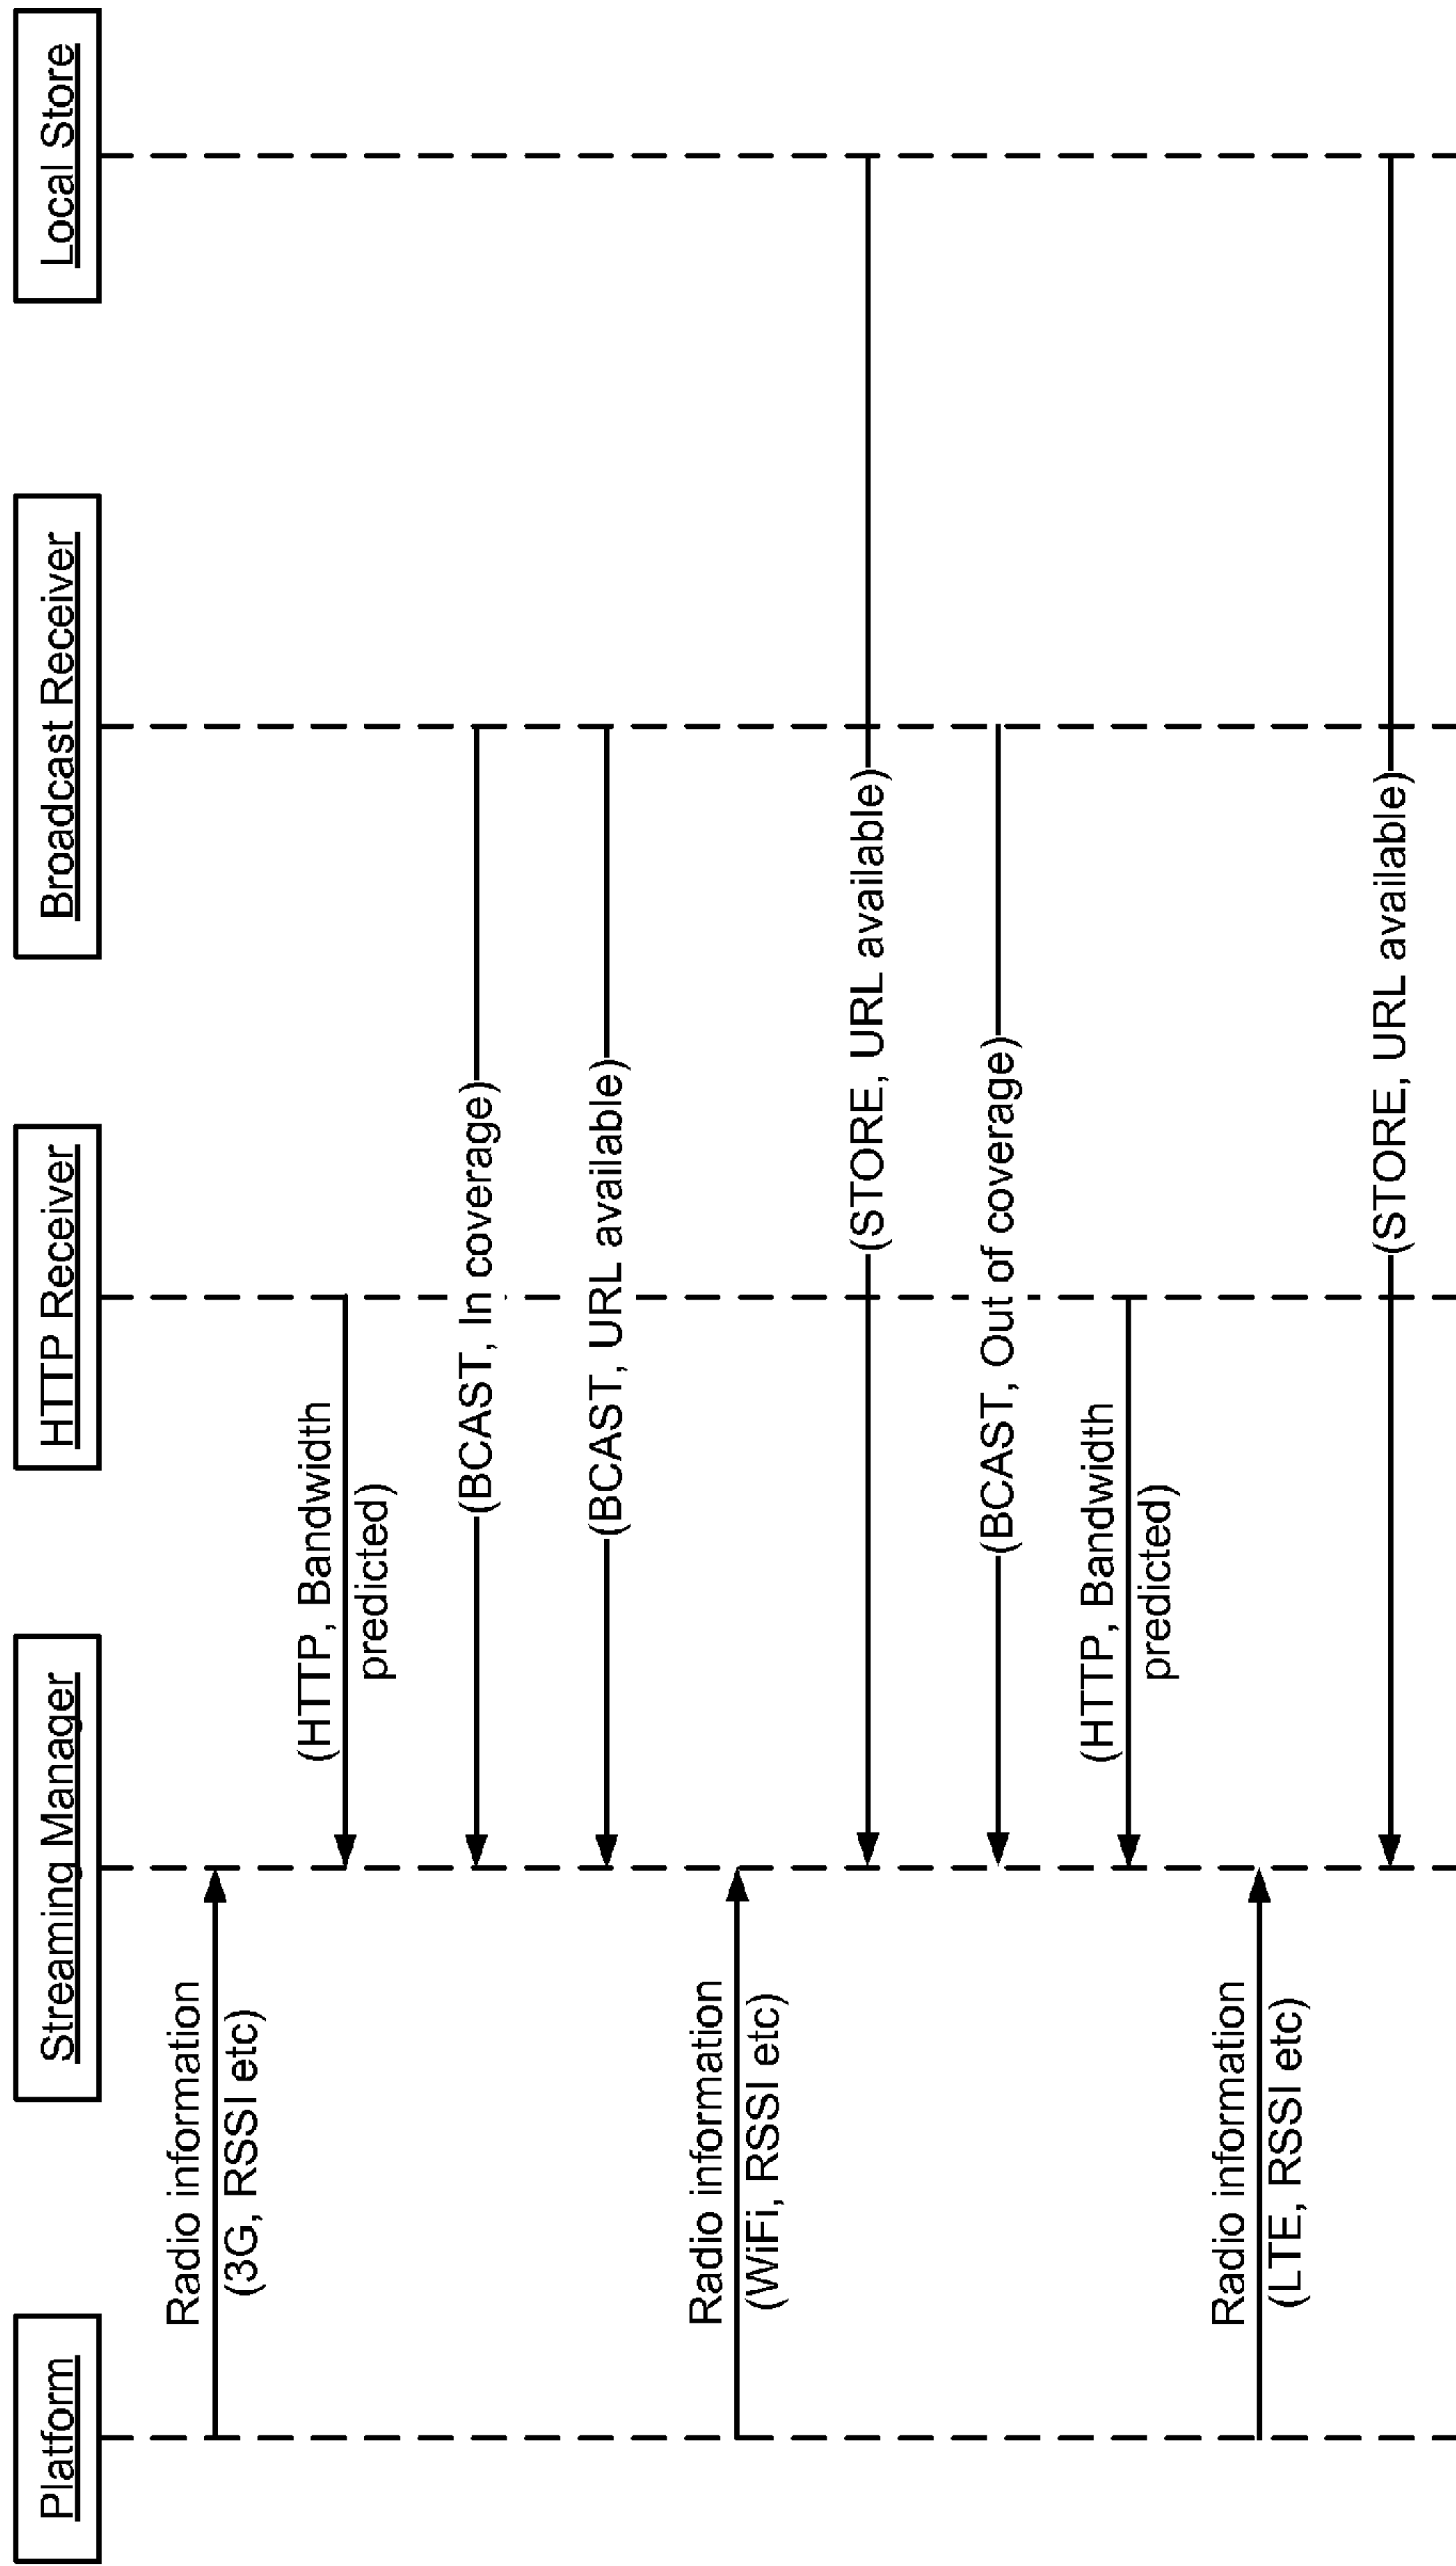 Platform
Streaming Manager
HTTP Receiver
Broadcast Receiver
Local Store
Radio information
(3G, RSSI etc)
(HTTP, Bandwidth
predicted)
(BCAST, In coverage)
(BCAST, URL available)
Radio information
(WiFi, RSSI etc)
(STORE, URL available)
(BCAST, Out of coverage)
(HTTP, Bandwidth
predicted)
Radio information
(LTE, RSSI etc)
(STORE, URL available)